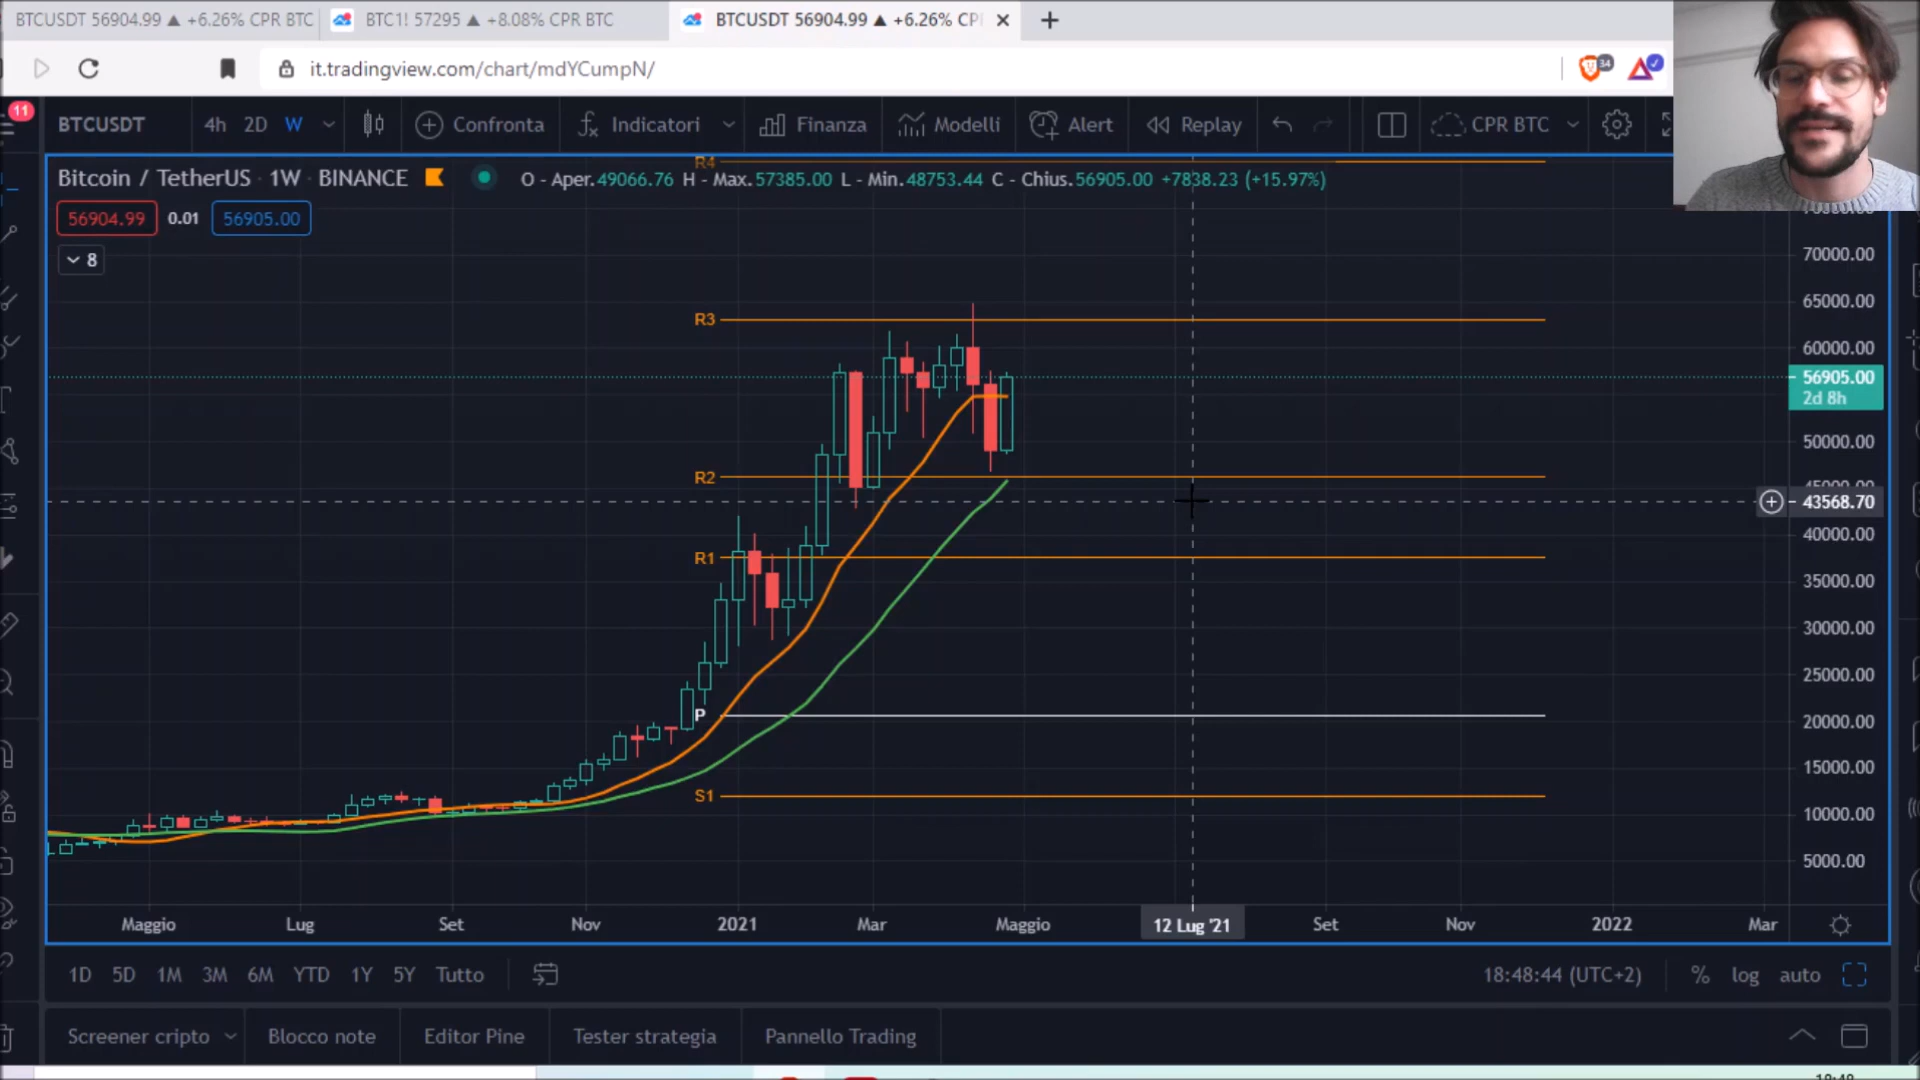 BTCUSDT 56904.99 ▲ +6.26% CPR BTC
BTC1! 57295 ▲ +8.08% CPR BTC
BTCUSDT 56904.99 ▲ +6.26% CPI
it.tradingview.com/chart/mdYCumpN/
34
11
BTCUSDT
4h
2D
W
Confronta
Indicatori
Finanza
Modelli
Alert
Replay
CPR BTC
R4
Bitcoin / TetherUS · 1W · BINANCE
O - Aper.49066.76 H - Max.57385.00 L - Min.48753.44 C - Chius.56905.00 +7838.23 (+15.97%)
56904.99
0.01
56905.00
8
70000.00
65000.00
R3
60000.00
56905.00
2d 8h
50000.00
R2
45000.00
43568.70
40000.00
R1
35000.00
30000.00
25000.00
P
20000.00
15000.00
S1
10000.00
5000.00
Maggio
Lug
Set
Nov
2021
Mar
Maggio
12 Lug '21
Set
Nov
2022
Mar
1D
5D
1M
3M
6M
YTD
1Y
5Y
Tutto
18:48:44 (UTC+2)
%
log
auto
Screener cripto
Blocco note
Editor Pine
Tester strategia
Pannello Trading